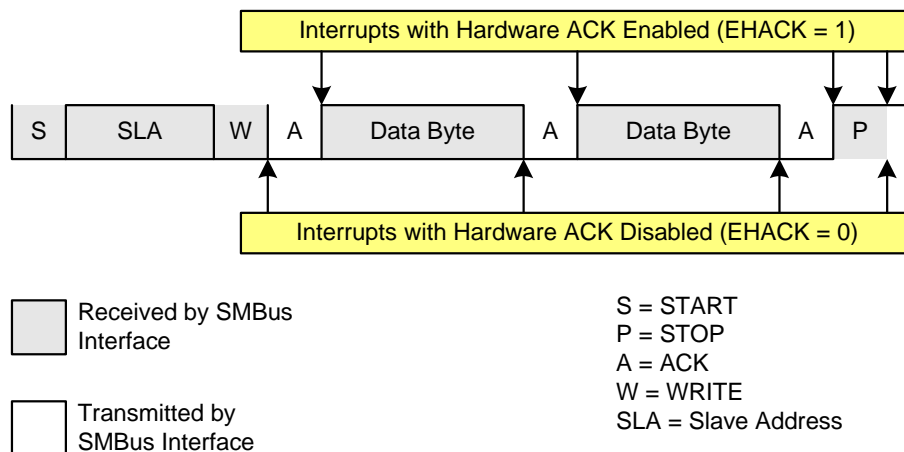 Interrupts with Hardware ACK Enabled (EHACK = 1)
S SLA W A Data Byte A Data Byte A P
Interrupts with Hardware ACK Disabled (EHACK = 0)
Received by SMBus
Interface
Transmitted by
SMBus Interface
S = START
P = STOP
A = ACK
W = WRITE
SLA = Slave Address